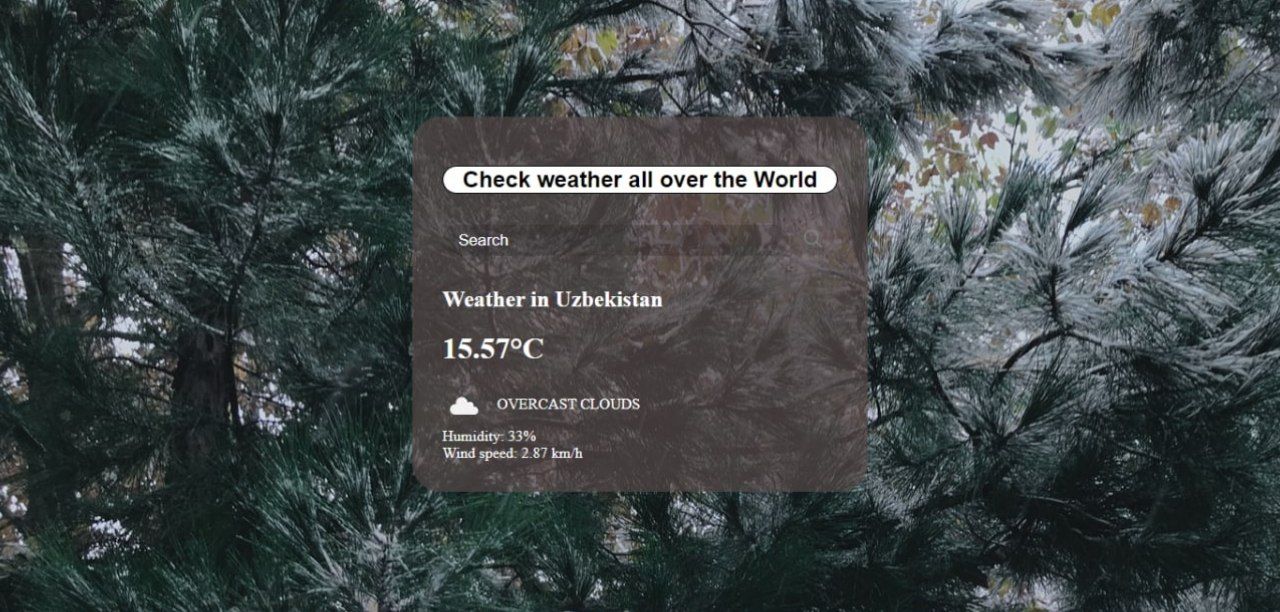 Check weather all over the World
Search
Weather in Uzbekistan
15.57°C
OVERCAST CLOUDS
Humidity: 33%
Wind speed: 2.87 km/h